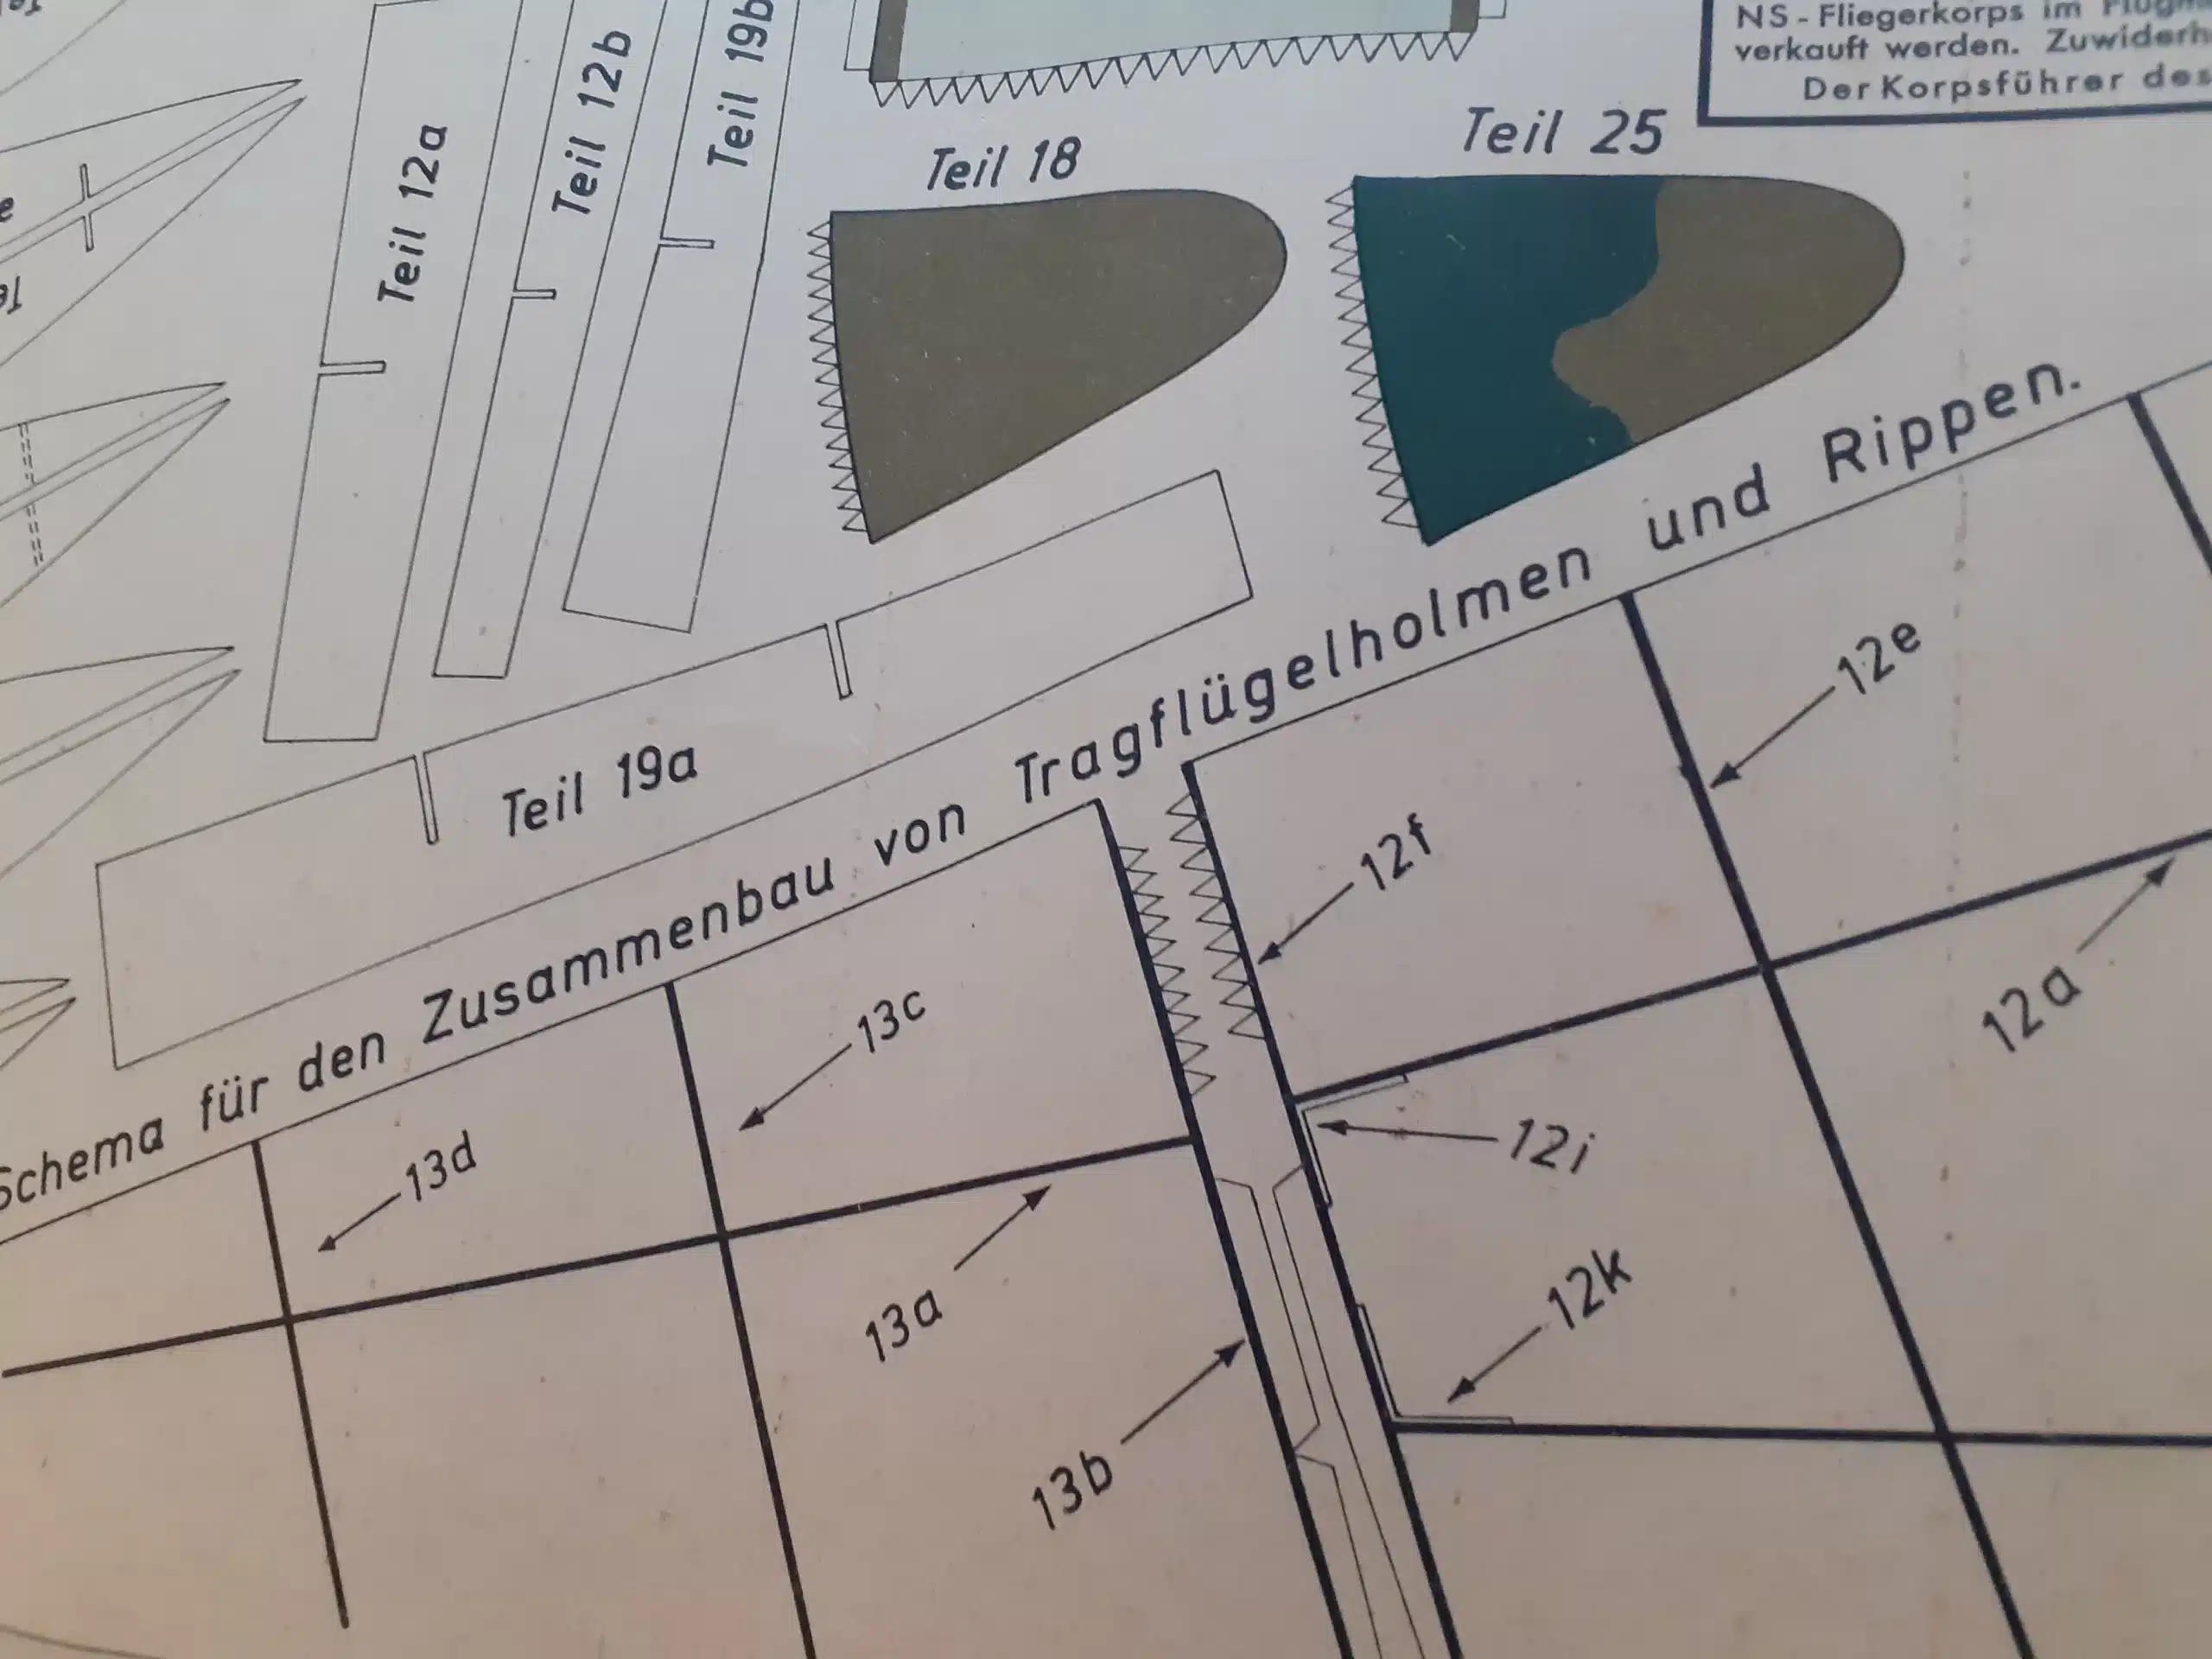 NS-Fliegerkorps im
verkauft werden.
Der Korpsführer des
Teil 12a
Teil 12b
Teil 19b
Teil 18
Teil 25
Teil 19a
Schema für den Zusammenbau von Tragflügelholmen und Rippen.
12e
12f
12a
13c
13d
12i
13a
12k
13b